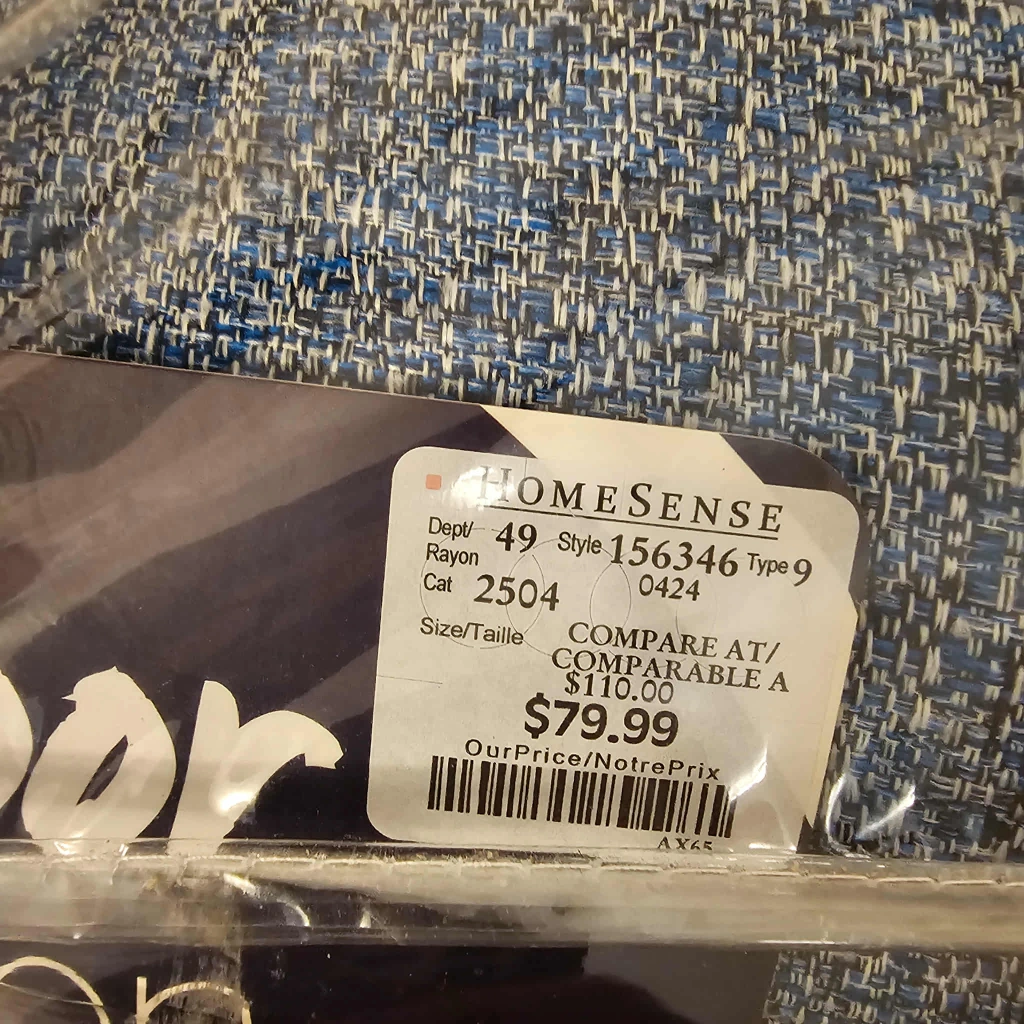 HOMESENSE
Dept/ 49 Style 156346 Type 9
Rayon
Cat 2504 0424
Size/Taille
COMPARE AT/
COMPARABLE A
$110.00
$79.99
OurPrice/NotrePrix
AX65